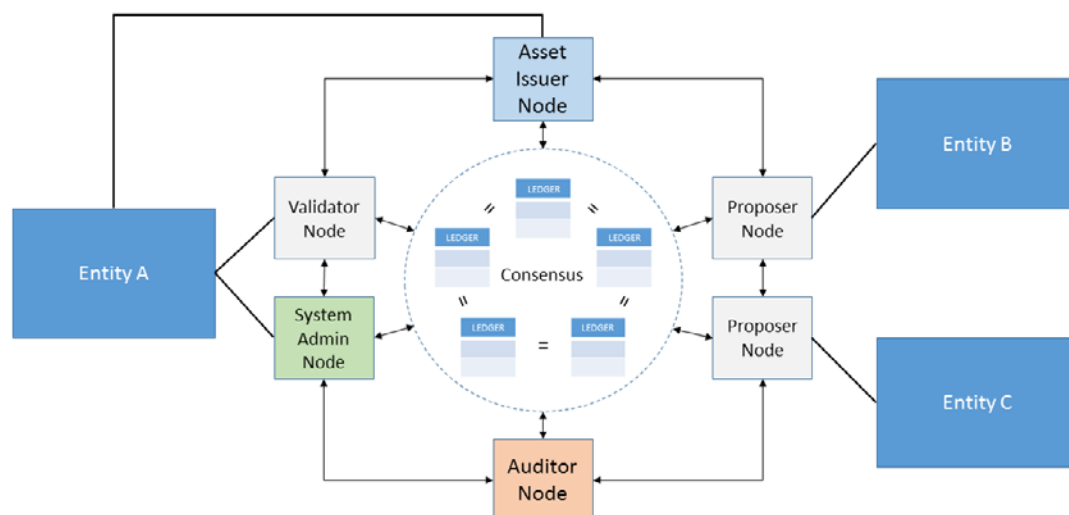 Asset
Issuer
Node
Entity B
LEDGER
Validator
Node
Proposer
Node
=
=
LEDGER
LEDGER
Entity A
Consensus
System
Admin
Node
=
=
Proposer
Node
LEDGER
=
LEDGER
Entity C
Auditor
Node